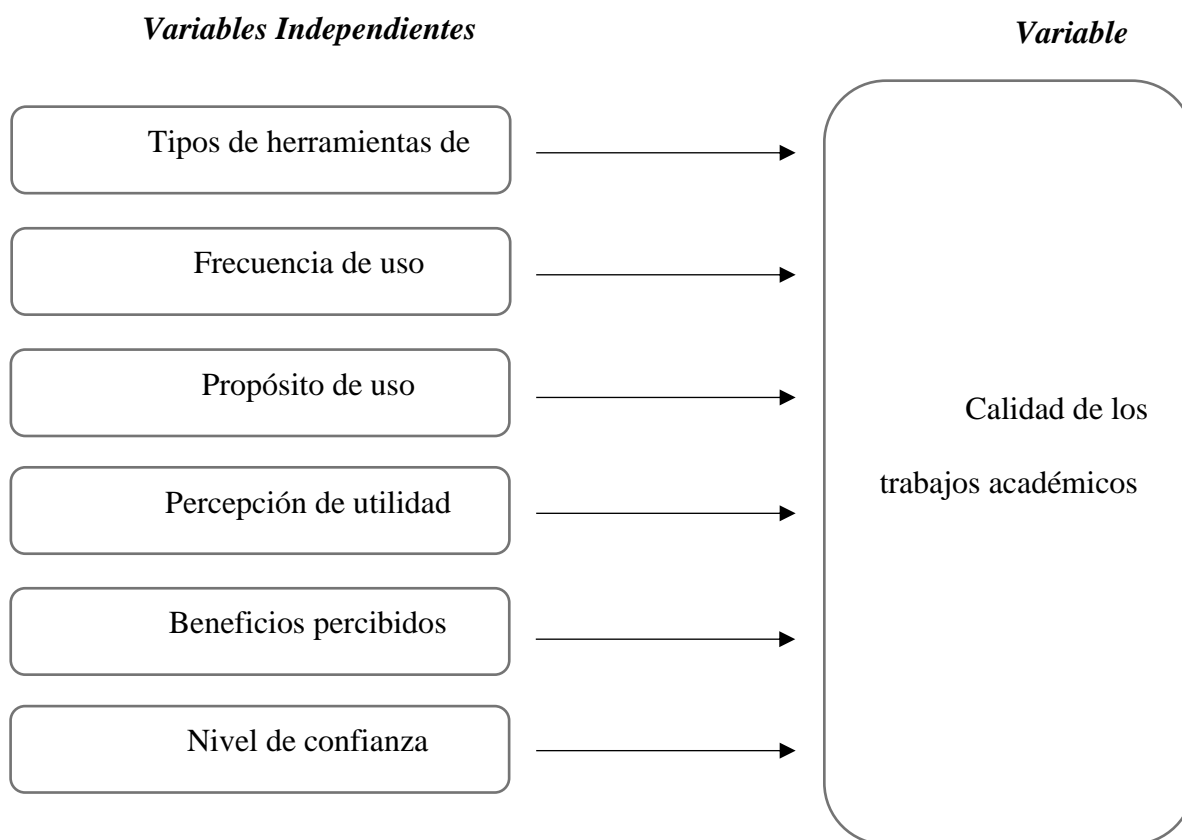 Variables Independientes
Variable
Tipos de herramientas de
Frecuencia de uso
Propósito de uso
Percepción de utilidad
Beneficios percibidos
Nivel de confianza
Calidad de los
trabajos académicos